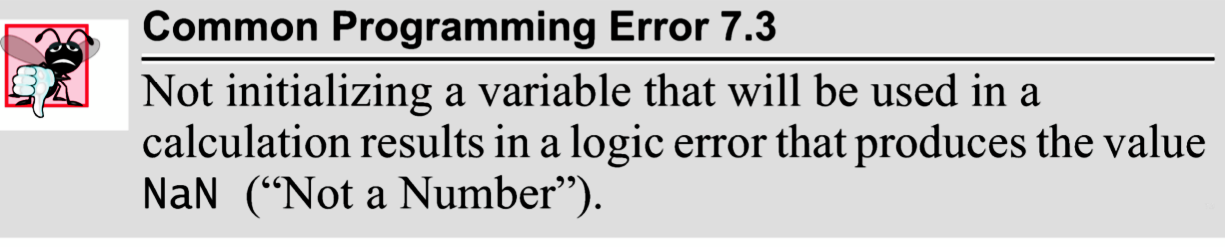 Common Programming Error 7.3
Not initializing a variable that will be used in a
calculation results in a logic error that produces the value
NaN (“Not a Number”).